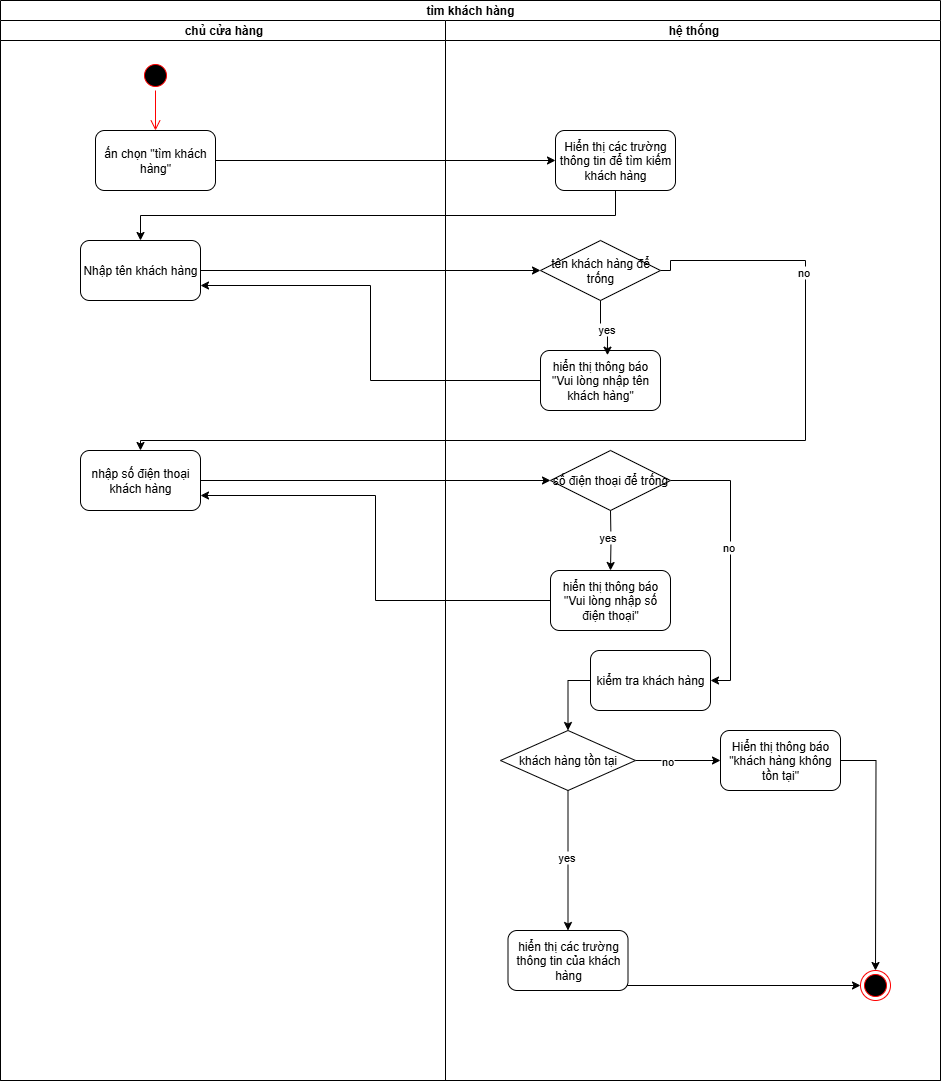 tìm khách hàng
chủ cửa hàng
hệ thống
ấn chọn "tìm khách
hàng"
Hiển thị các trường
thông tin để tìm kiếm
khách hàng
Nhập tên khách hàng
tên khách hàng để
trống
no
yes
hiển thị thông báo
"Vui lòng nhập tên
khách hàng"
nhập số điện thoại
khách hàng
số điện thoại để trống
yes
no
hiển thị thông báo
"Vui lòng nhập số
điện thoại"
kiểm tra khách hàng
khách hàng tồn tại
no
Hiển thị thông báo
"khách hàng không
tồn tại"
yes
hiển thị các trường
thông tin của khách
hàng